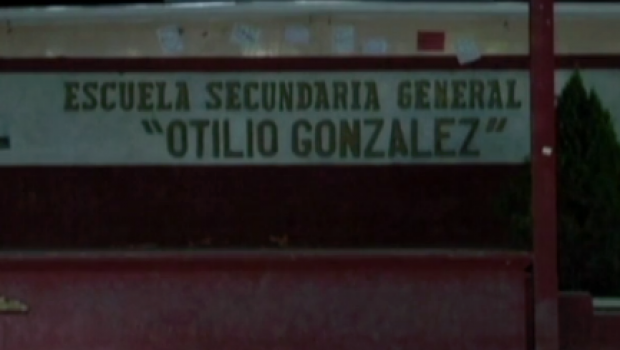 ESCUELA SECUNDARIA GENERAL
"OTILIO GONZALEZ"